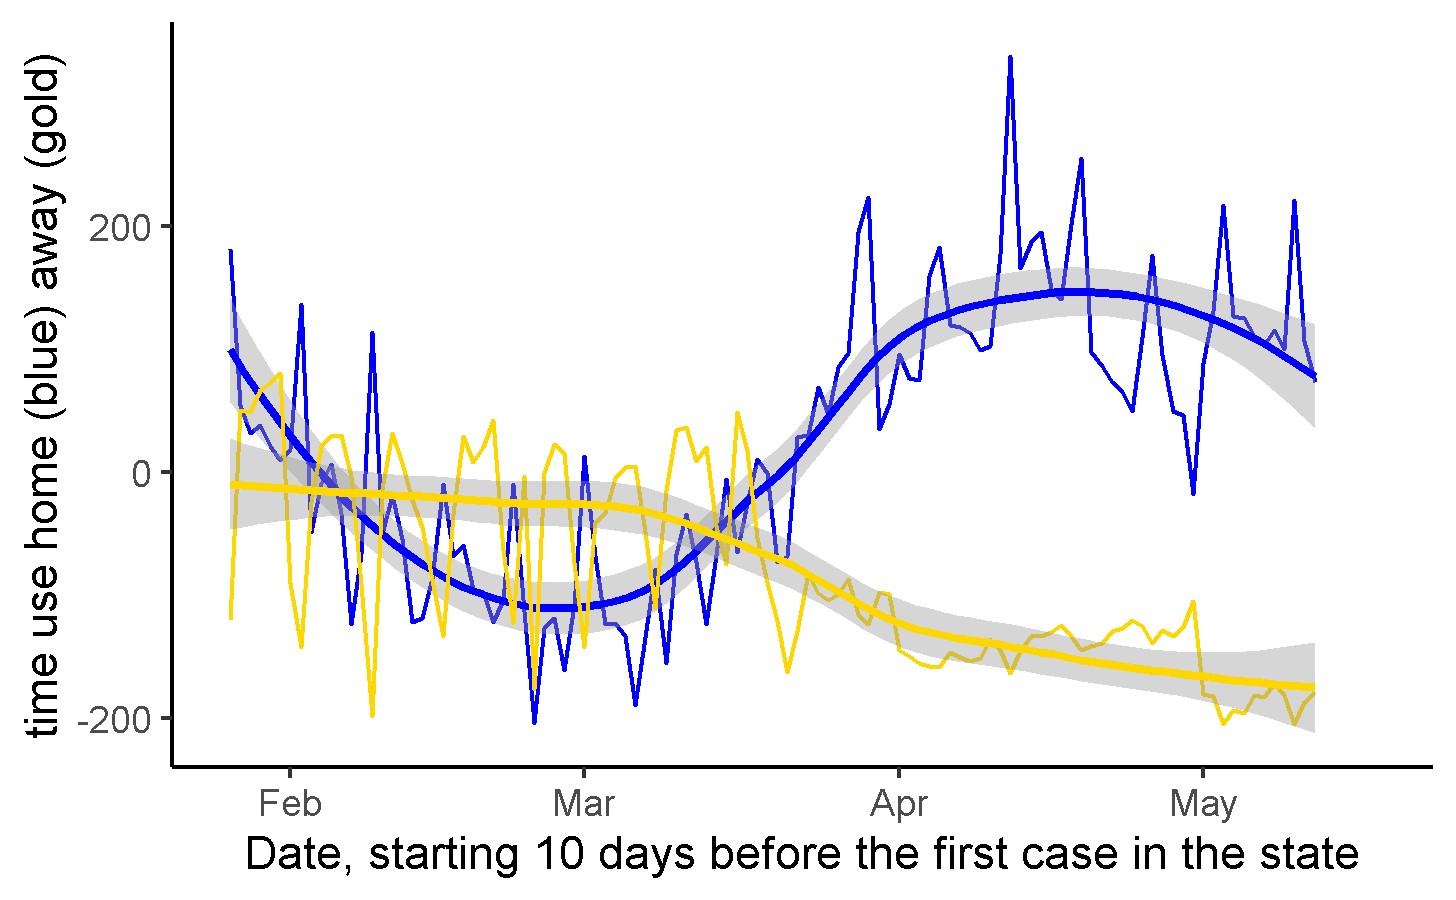 time use home (blue) away (gold)
200
0
-200
Feb Mar Apr May
Date, starting 10 days before the first case in the state